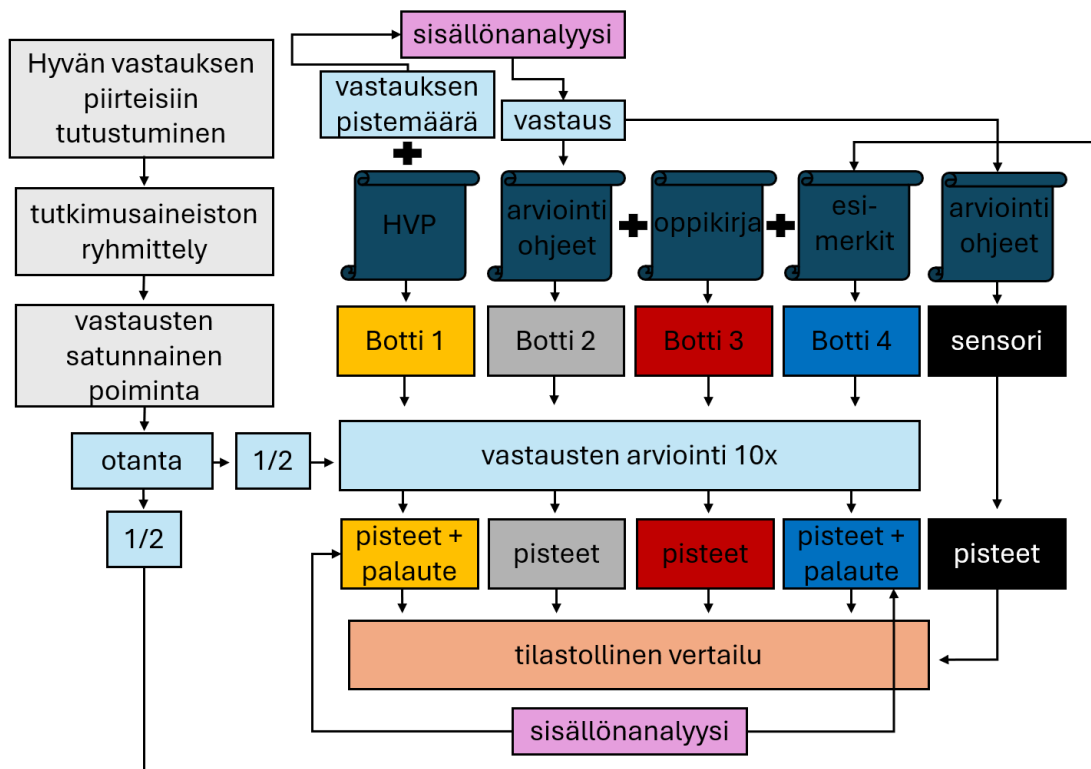 sisällönanalyysi
Hyvän vastauksen
piirteisiin
tutustuminen
vastauksen
pistemäärä
vastaus
tutkimusaineiston
ryhmittely
HVP
arviointi
ohjeet
oppikirja
esi-
merkit
arviointi
ohjeet
vastausten
satunnainen
poiminta
Botti 1
Botti 2
Botti 3
Botti 4
sensori
otanta
1/2
vastausten arviointi 10x
1/2
pisteet +
palaute
pisteet
pisteet
pisteet +
palaute
pisteet
tilastollinen vertailu
sisällönanalyysi